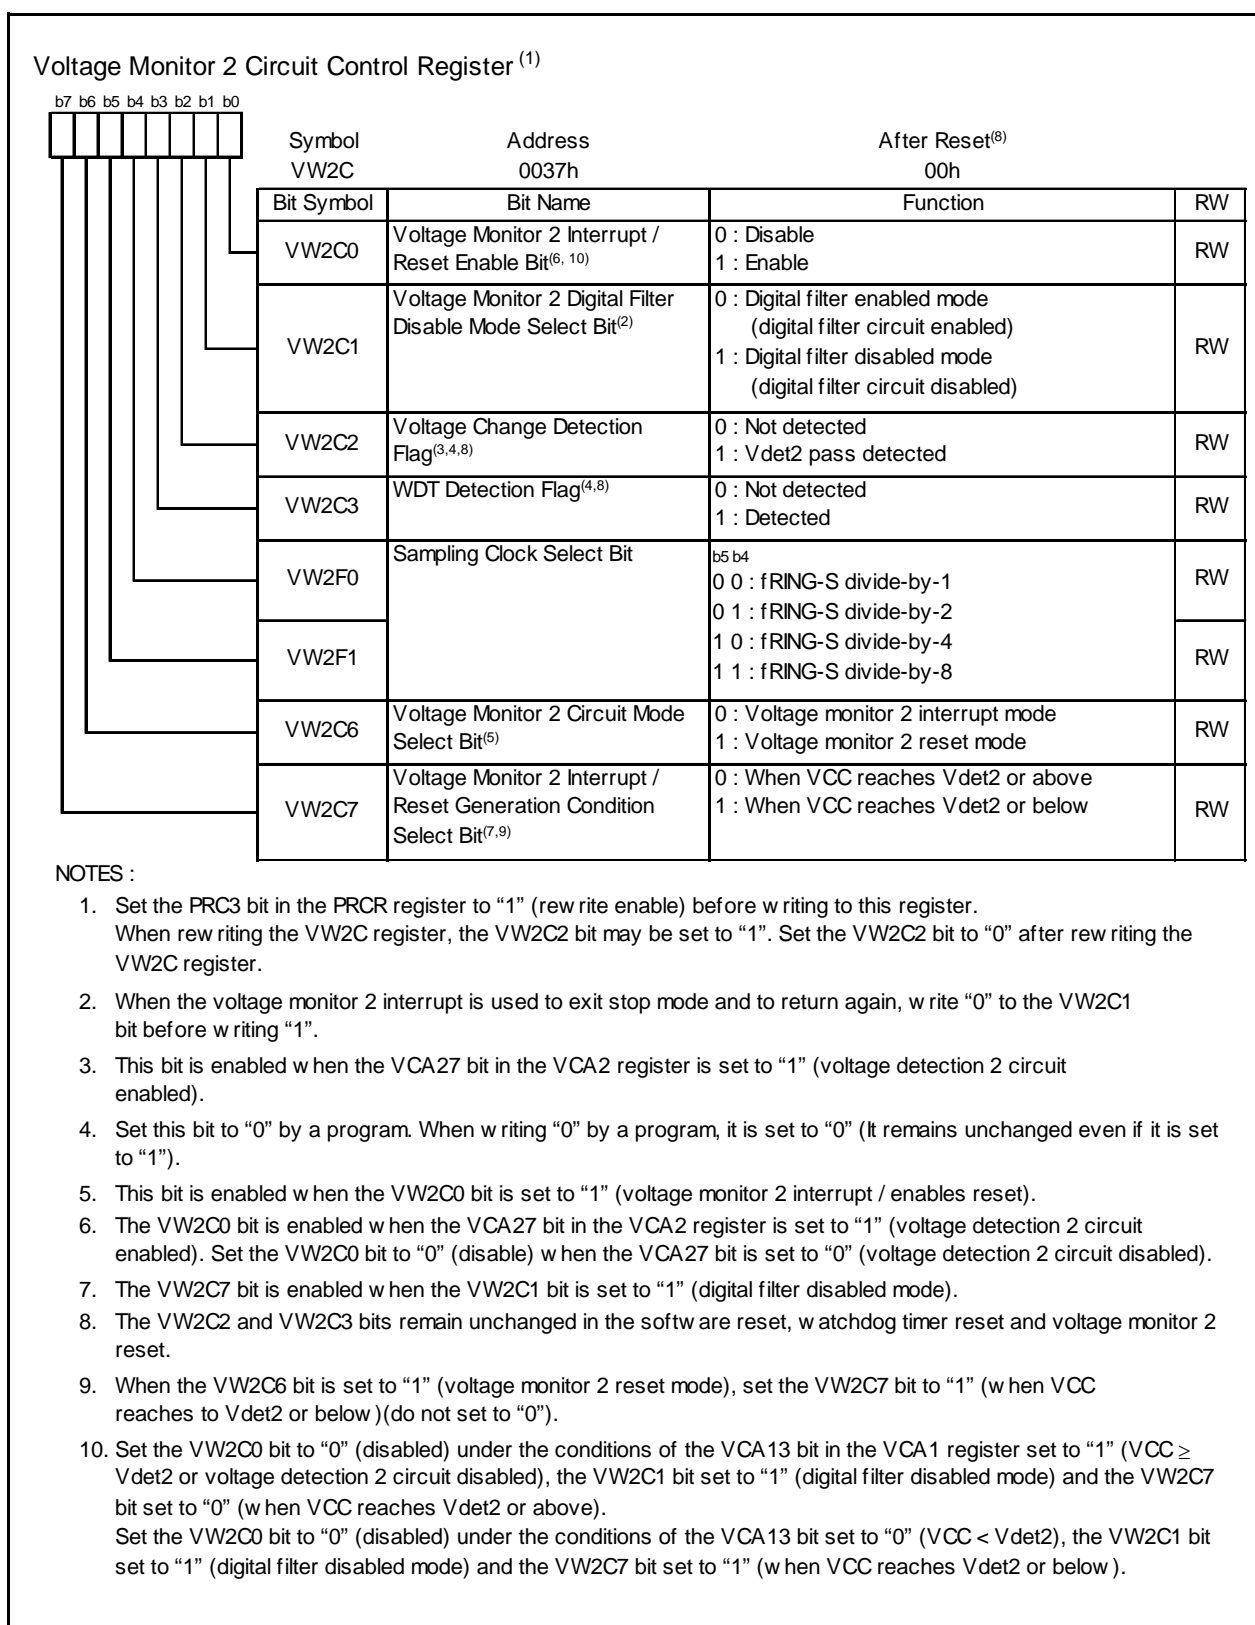 Voltage Monitor 2 Circuit Control Register (1)
b7 b6 b5 b4 b3 b2 b1 b0
Symbol Address After Reset(8)
VW2C 0037h 00h
Bit Symbol Bit Name Function RW
VW2C0 Voltage Monitor 2 Interrupt / Reset Enable Bit(6, 10) 0 : Disable RW
1 : Enable
VW2C1 Voltage Monitor 2 Digital Filter Disable Mode Select Bit(2) 0 : Digital filter enabled mode RW
(digital filter circuit enabled)
1 : Digital filter disabled mode
(digital filter circuit disabled)
VW2C2 Voltage Change Detection Flag(3,4,8) 0 : Not detected RW
1 : Vdet2 pass detected
VW2C3 WDT Detection Flag(4,8) 0 : Not detected RW
1 : Detected
VW2F0 Sampling Clock Select Bit b5 b4 RW
0 0 : fRING-S divide-by-1
0 1 : fRING-S divide-by-2
VW2F1 1 0 : fRING-S divide-by-4 RW
1 1 : fRING-S divide-by-8
VW2C6 Voltage Monitor 2 Circuit Mode Select Bit(5) 0 : Voltage monitor 2 interrupt mode RW
1 : Voltage monitor 2 reset mode
VW2C7 Voltage Monitor 2 Interrupt / Reset Generation Condition Select Bit(7,9) 0 : When VCC reaches Vdet2 or above RW
1 : When VCC reaches Vdet2 or below
NOTES :
1. Set the PRC3 bit in the PRCR register to “1” (rewrite enable) before writing to this register.
When rewriting the VW2C register, the VW2C2 bit may be set to “1”. Set the VW2C2 bit to “0” after rewriting the
VW2C register.
2. When the voltage monitor 2 interrupt is used to exit stop mode and to return again, write “0” to the VW2C1
bit before writing “1”.
3. This bit is enabled when the VCA27 bit in the VCA2 register is set to “1” (voltage detection 2 circuit
enabled).
4. Set this bit to “0” by a program. When writing “0” by a program, it is set to “0” (It remains unchanged even if it is set
to “1”).
5. This bit is enabled when the VW2C0 bit is set to “1” (voltage monitor 2 interrupt / enables reset).
6. The VW2C0 bit is enabled when the VCA27 bit in the VCA2 register is set to “1” (voltage detection 2 circuit
enabled). Set the VW2C0 bit to “0” (disable) when the VCA27 bit is set to “0” (voltage detection 2 circuit disabled).
7. The VW2C7 bit is enabled when the VW2C1 bit is set to “1” (digital filter disabled mode).
8. The VW2C2 and VW2C3 bits remain unchanged in the software reset, watchdog timer reset and voltage monitor 2
reset.
9. When the VW2C6 bit is set to “1” (voltage monitor 2 reset mode), set the VW2C7 bit to “1” (when VCC
reaches to Vdet2 or below)(do not set to “0”).
10. Set the VW2C0 bit to “0” (disabled) under the conditions of the VCA13 bit in the VCA1 register set to “1” (VCC ≥
Vdet2 or voltage detection 2 circuit disabled), the VW2C1 bit set to “1” (digital filter disabled mode) and the VW2C7
bit set to “0” (when VCC reaches Vdet2 or above).
Set the VW2C0 bit to “0” (disabled) under the conditions of the VCA13 bit set to “0” (VCC < Vdet2), the VW2C1 bit
set to “1” (digital filter disabled mode) and the VW2C7 bit set to “1” (when VCC reaches Vdet2 or below).